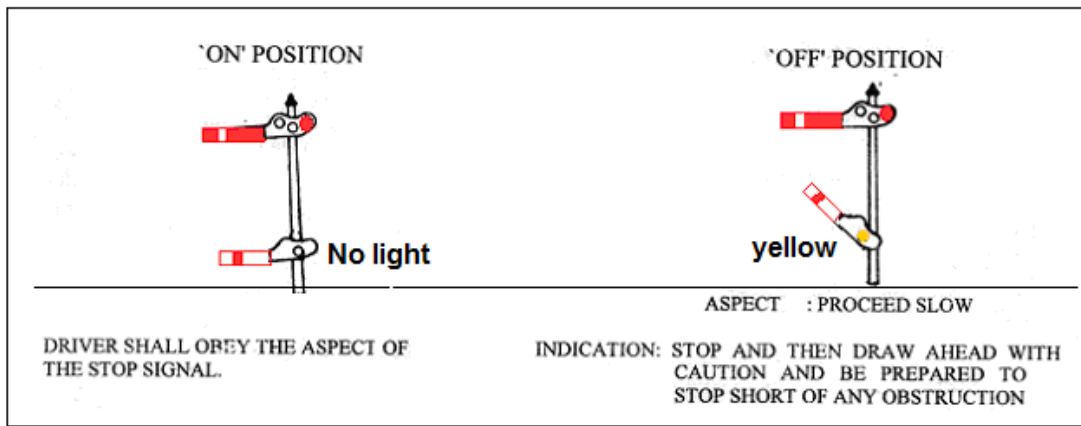 `ON' POSITION
`OFF' POSITION
No light
yellow
ASPECT : PROCEED SLOW
DRIVER SHALL OBEY THE ASPECT OF
THE STOP SIGNAL.
INDICATION: STOP AND THEN DRAW AHEAD WITH
CAUTION AND BE PREPARED TO
STOP SHORT OF ANY OBSTRUCTION